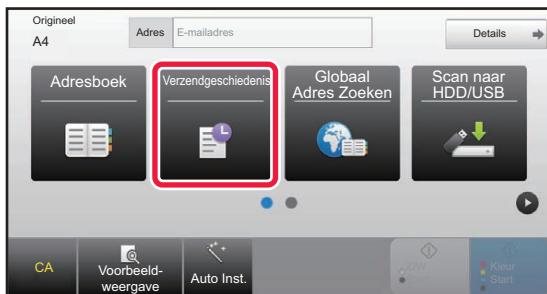 Origineel
A4
Adres
E-mailadres
Details
Adresboek
Verzendgeschiedenis
Globaal
Adres Zoeken
Scan naar
HDD/USB
CA
Voorbeeld-
weergave
Auto Inst.
Z/W
Start
Kleur
Start